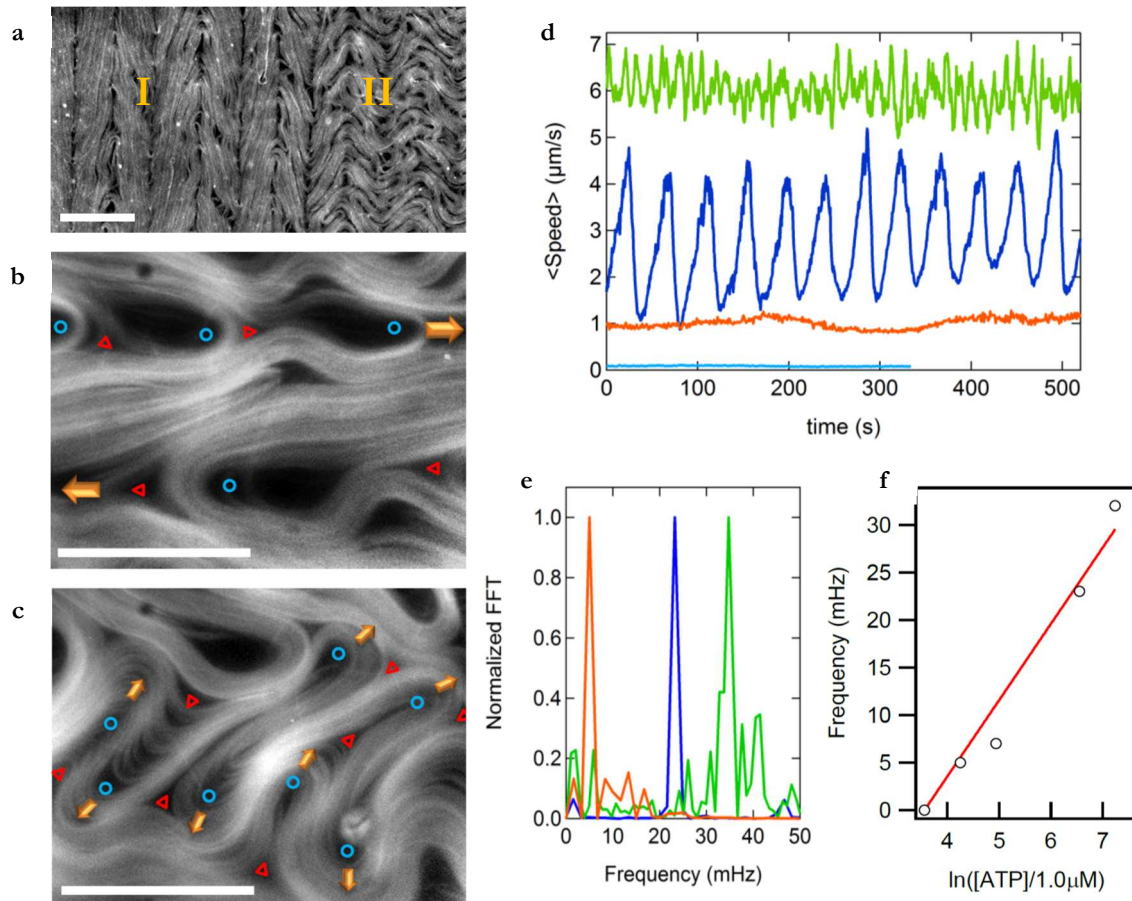 a
I II
b
c
d
<Speed> (µm/s)
7
6
5
4
3
2
1
0
0 100 200 300 400 500
time (s)
e
Normalized FFT
1.0
0.8
0.6
0.4
0.2
0.0
0 10 20 30 40 50
Frequency (mHz)
f
Frequency (mHz)
30
25
20
15
10
5
0
4 5 6 7
ln([ATP]/1.0µM)